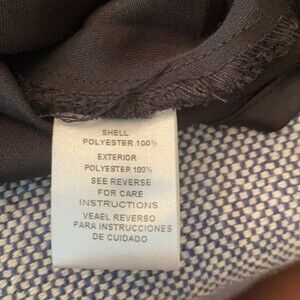 SHELL
POLYESTER 100%
EXTERIOR
POLYESTER 100%
SEE REVERSE
FOR CARE
INSTRUCTIONS
VEAEL REVERSO
PARA INSTRUCCIONES
DE CUIDADO